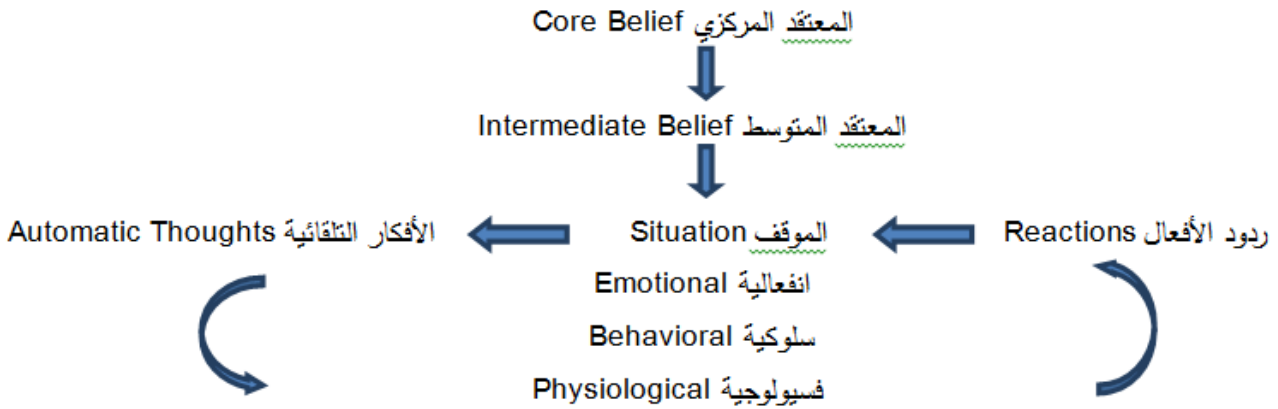 المعتقد المركزي Core Belief
المعتقد المتوسط Intermediate Belief
ردود الأفعال Reactions
الموقف Situation
الأفكار التلقائية Automatic Thoughts
انفعالية Emotional
سلوكية Behavioral
فسيولوجية Physiological